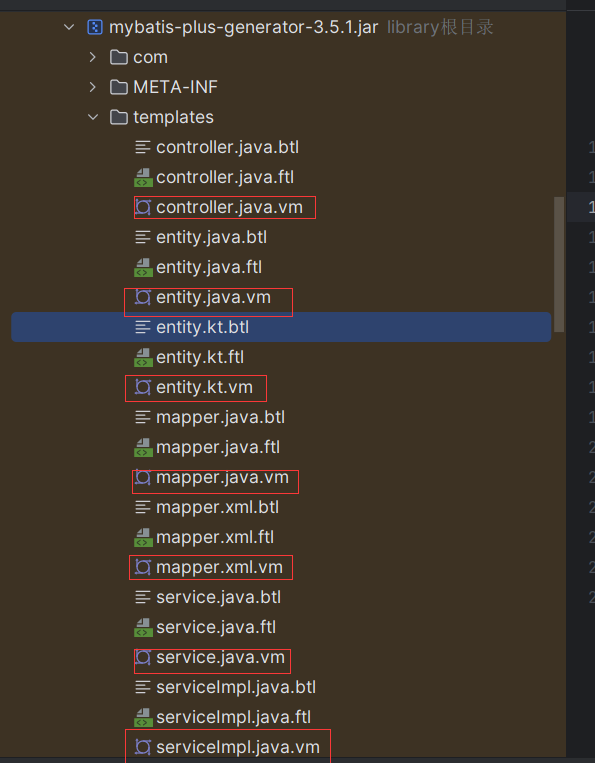 mybatis-plus-generator-3.5.1.jar library根目录
com
META-INF
templates
controller.java.btl
controller.java.ftl
controller.java.vm
entity.java.btl
entity.java.ftl
entity.java.vm
entity.kt.btl
entity.kt.ftl
entity.kt.vm
mapper.java.btl
mapper.java.ftl
mapper.java.vm
mapper.xml.btl
mapper.xml.ftl
mapper.xml.vm
service.java.btl
service.java.ftl
service.java.vm
serviceImpl.java.btl
serviceImpl.java.ftl
serviceImpl.java.vm